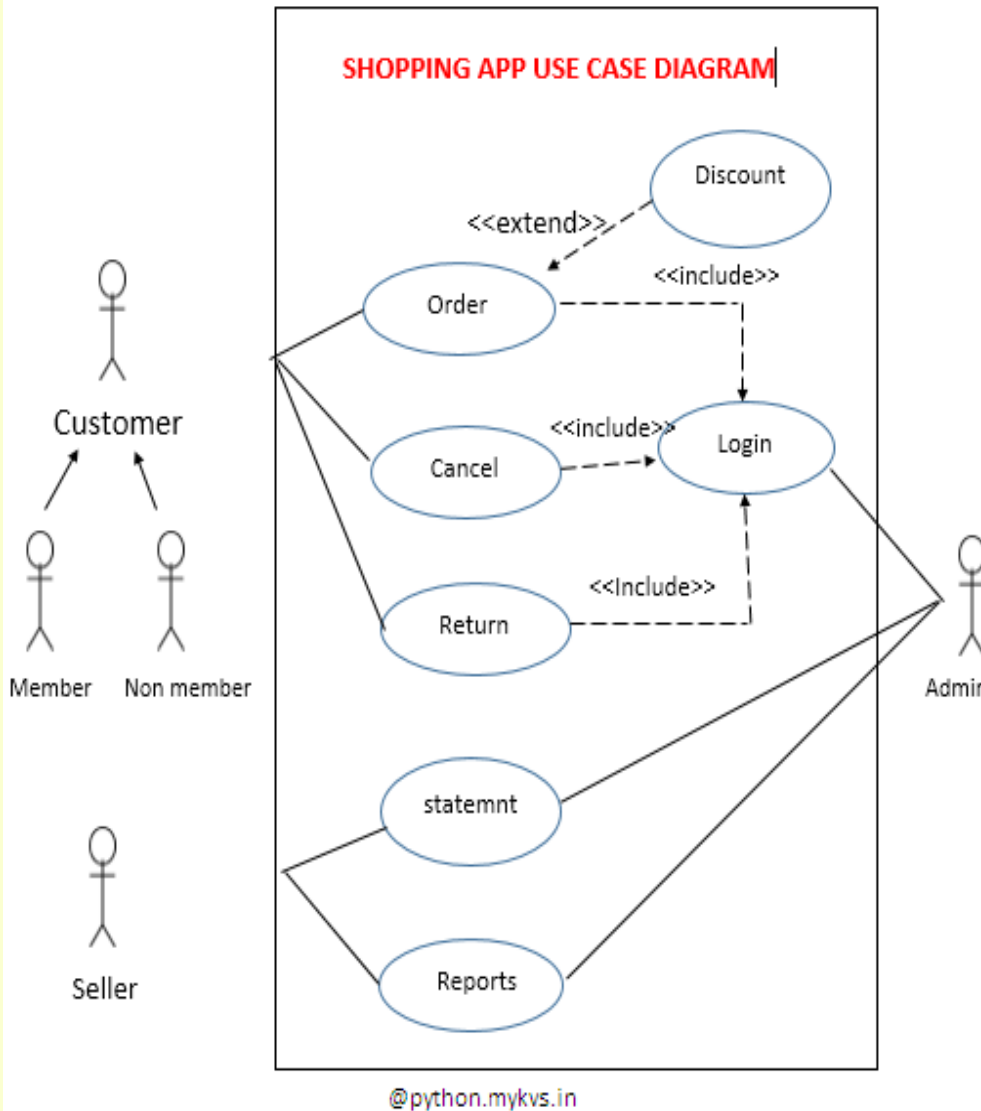 SHOPPING APP USE CASE DIAGRAM
Discount
<<extend>>
<<include>>
Order
Customer
<<include>>
Login
Cancel
<<Include>>
Return
Member
Non member
Admin
statemnt
Seller
Reports
@python.mykvs.in